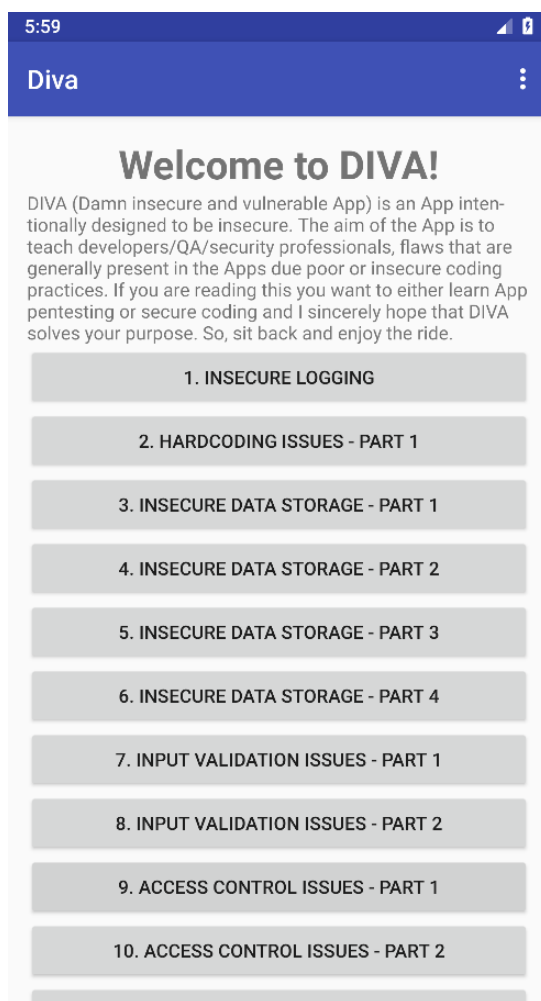 5:59
Diva
Welcome to DIVA!
DIVA (Damn insecure and vulnerable App) is an App inten-
tionally designed to be insecure. The aim of the App is to
teach developers/QA/security professionals, flaws that are
generally present in the Apps due poor or insecure coding
practices. If you are reading this you want to either learn App
pentesting or secure coding and I sincerely hope that DIVA
solves your purpose. So, sit back and enjoy the ride.
1. INSECURE LOGGING
2. HARDCODING ISSUES - PART 1
3. INSECURE DATA STORAGE - PART 1
4. INSECURE DATA STORAGE - PART 2
5. INSECURE DATA STORAGE - PART 3
6. INSECURE DATA STORAGE - PART 4
7. INPUT VALIDATION ISSUES - PART 1
8. INPUT VALIDATION ISSUES - PART 2
9. ACCESS CONTROL ISSUES - PART 1
10. ACCESS CONTROL ISSUES - PART 2